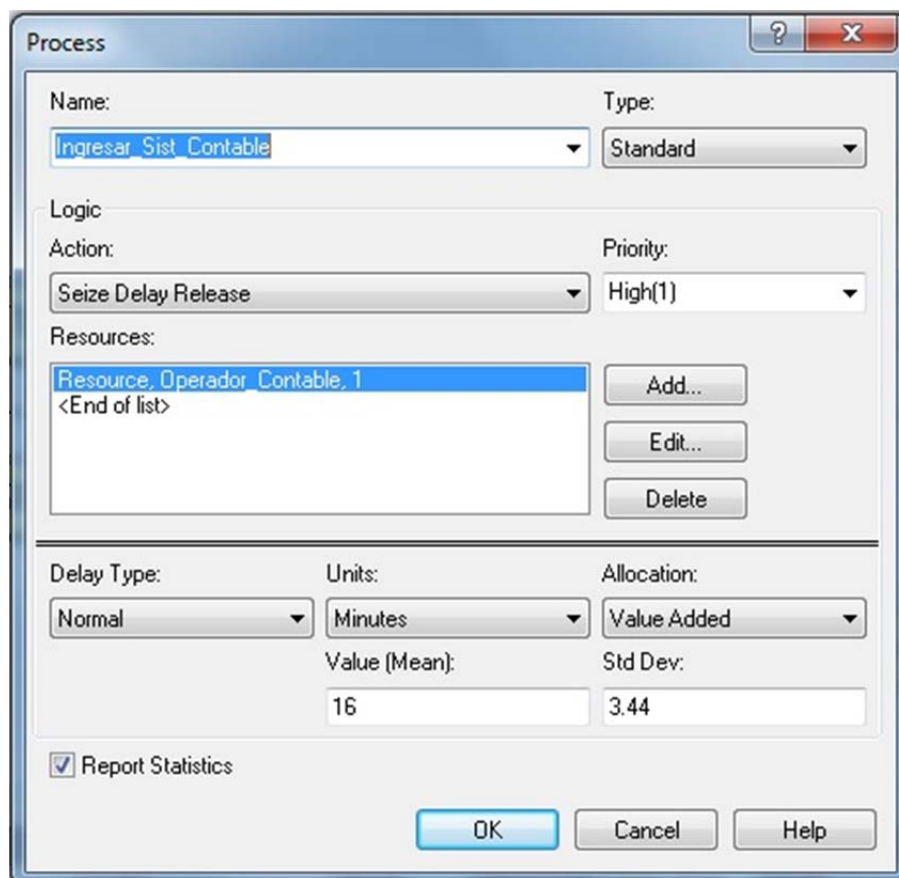 Process
Name:
Type:
Ingresar_Sist_Contable
Standard
Logic
Action:
Priority:
Seize Delay Release
High(1)
Resources:
Resource, Operador_Contable, 1
<End of list>
Add...
Edit...
Delete
Delay Type:
Units:
Allocation:
Normal
Minutes
Value Added
Value (Mean):
Std Dev:
16
3.44
Report Statistics
OK
Cancel
Help